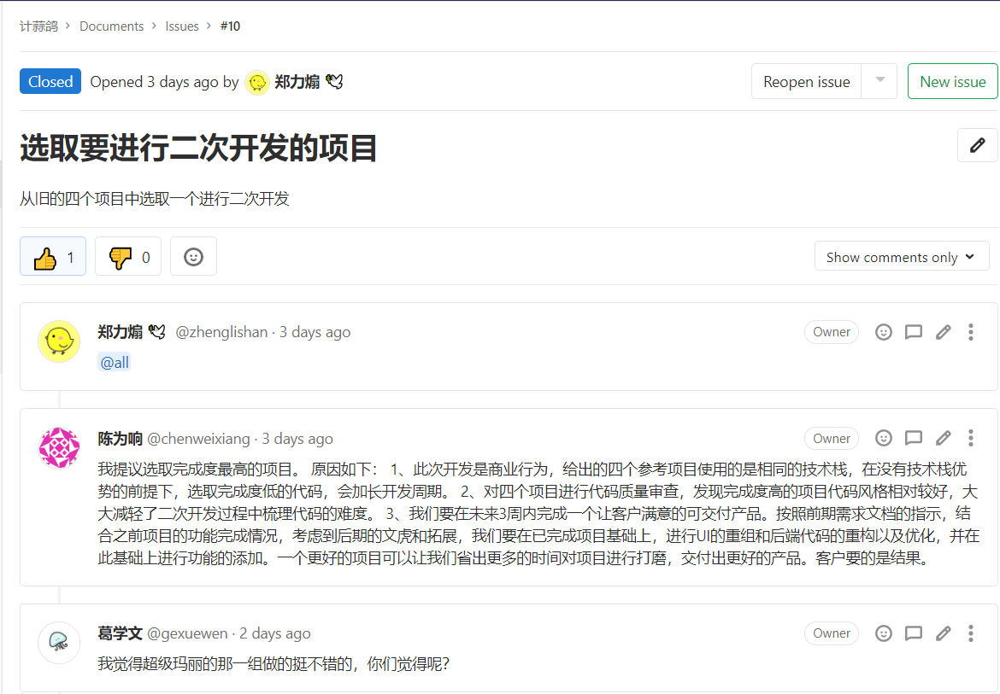 计蒜鸽 > Documents > Issues > #10
Closed Opened 3 days ago by 郑力煽 Reopen issue New issue
选取要进行二次开发的项目
从旧的四个项目中选取一个进行二次开发
1 0 Show comments only
郑力煽 @zhenglishan · 3 days ago Owner
@all
陈为响 @chenweixiang · 3 days ago Owner
我提议选取完成度最高的项目。 原因如下： 1、此次开发是商业行为，给出的四个参考项目使用的是相同的技术栈，在没有技术栈优
势的前提下，选取完成度低的代码，会加长开发周期。 2、对四个项目进行代码质量审查，发现完成度高的项目代码风格相对较好，大
大减轻了二次开发过程中梳理代码的难度。 3、我们要在未来3周内完成一个让客户满意的可交付产品。按照前期需求文档的指示，结
合之前项目的功能完成情况，考虑到后期的文虎和拓展，我们要在已完成项目基础上，进行UI的重组和后端代码的重构以及优化，并在
此基础上进行功能的添加。一个更好的项目可以让我们省出更多的时间对项目进行打磨，交付出更好的产品。客户要的是结果。
葛学文 @gexuewen · 2 days ago Owner
我觉得超级玛丽的那一组做的挺不错的，你们觉得呢？